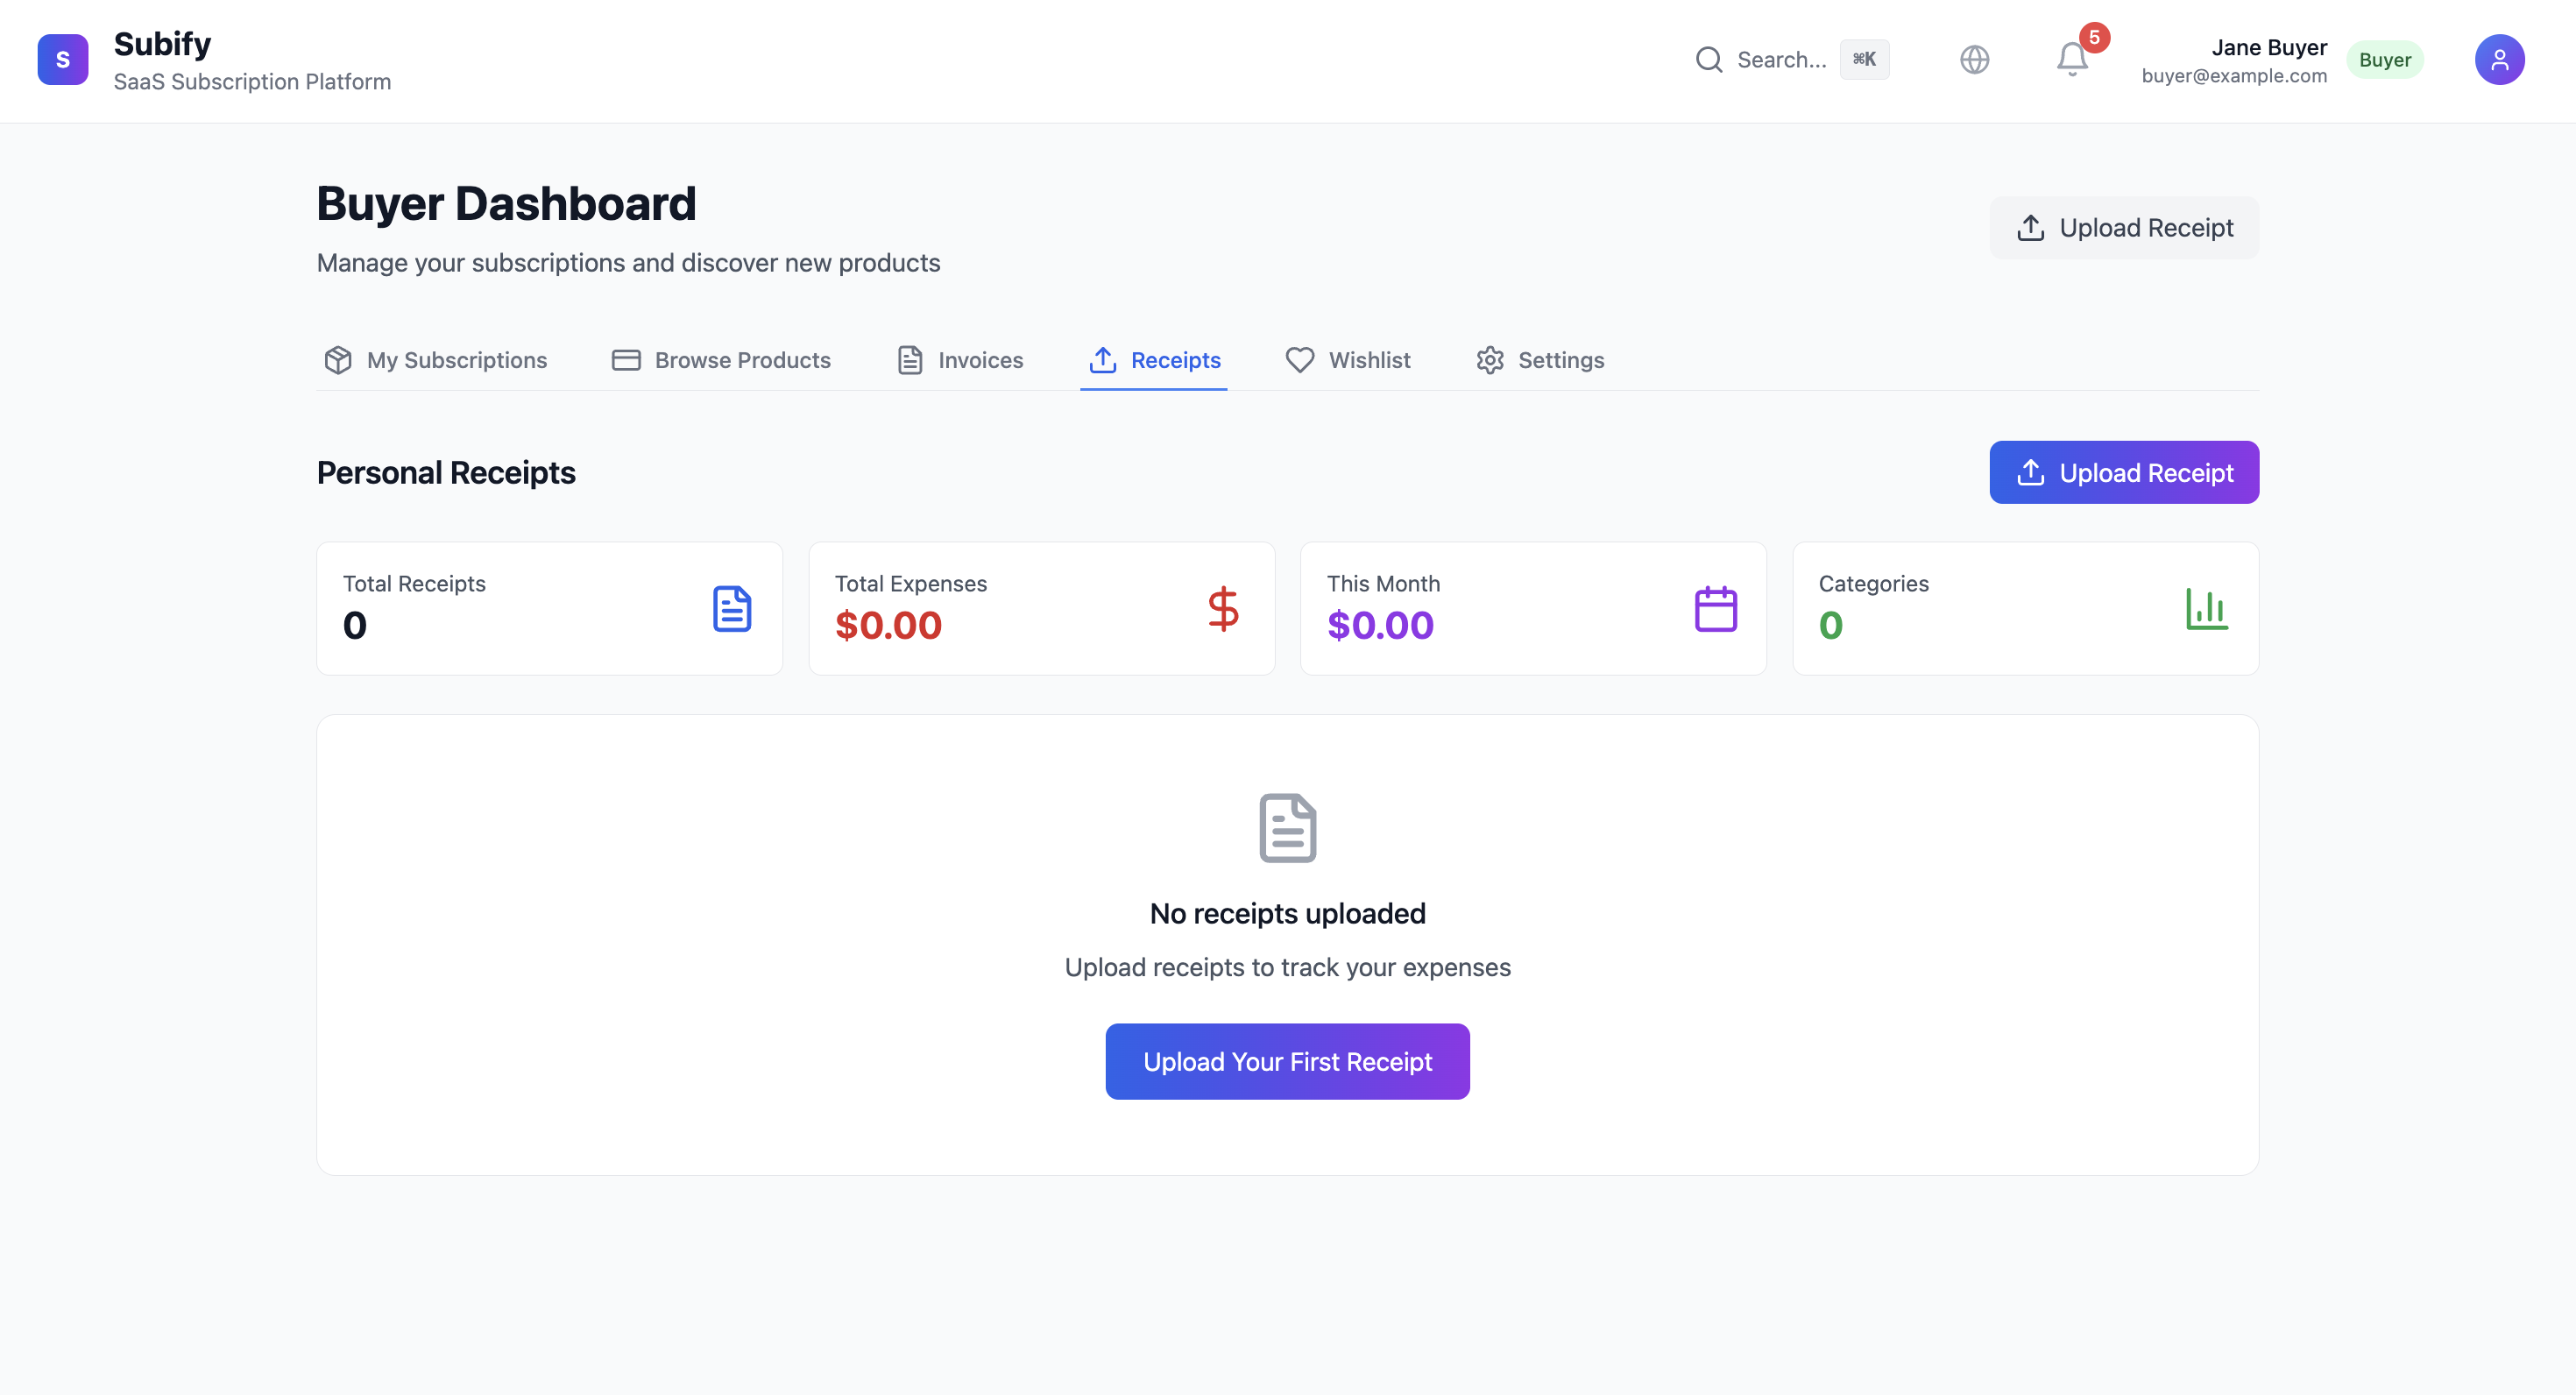 S
Subify
SaaS Subscription Platform
Search...
⌘K
5
Jane Buyer
buyer@example.com
Buyer
Buyer Dashboard
Manage your subscriptions and discover new products
Upload Receipt
My Subscriptions
Browse Products
Invoices
Receipts
Wishlist
Settings
Personal Receipts
Upload Receipt
Total Receipts
0
Total Expenses
$0.00
This Month
$0.00
Categories
0
No receipts uploaded
Upload receipts to track your expenses
Upload Your First Receipt